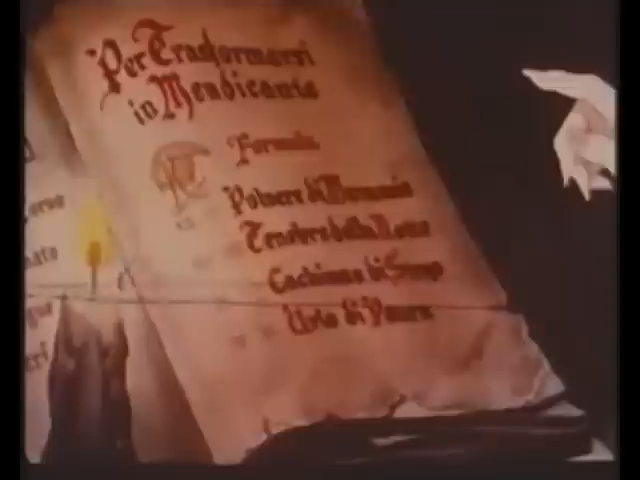 Per Trasformarsi
in Mendicante
Formula
Polvere di Mummia
Tenebre della Notte
Cachinno di Strega
Urlo di Paura